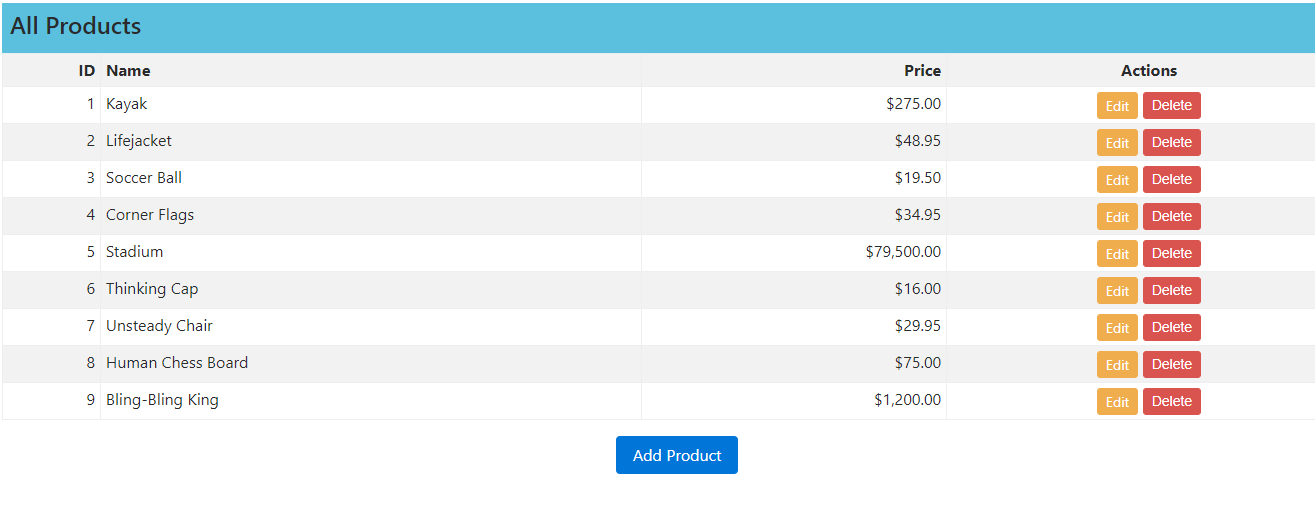 All Products
ID Name Price Actions
1 Kayak $275.00 Edit Delete
2 Lifejacket $48.95 Edit Delete
3 Soccer Ball $19.50 Edit Delete
4 Corner Flags $34.95 Edit Delete
5 Stadium $79,500.00 Edit Delete
6 Thinking Cap $16.00 Edit Delete
7 Unsteady Chair $29.95 Edit Delete
8 Human Chess Board $75.00 Edit Delete
9 Bling-Bling King $1,200.00 Edit Delete
Add Product